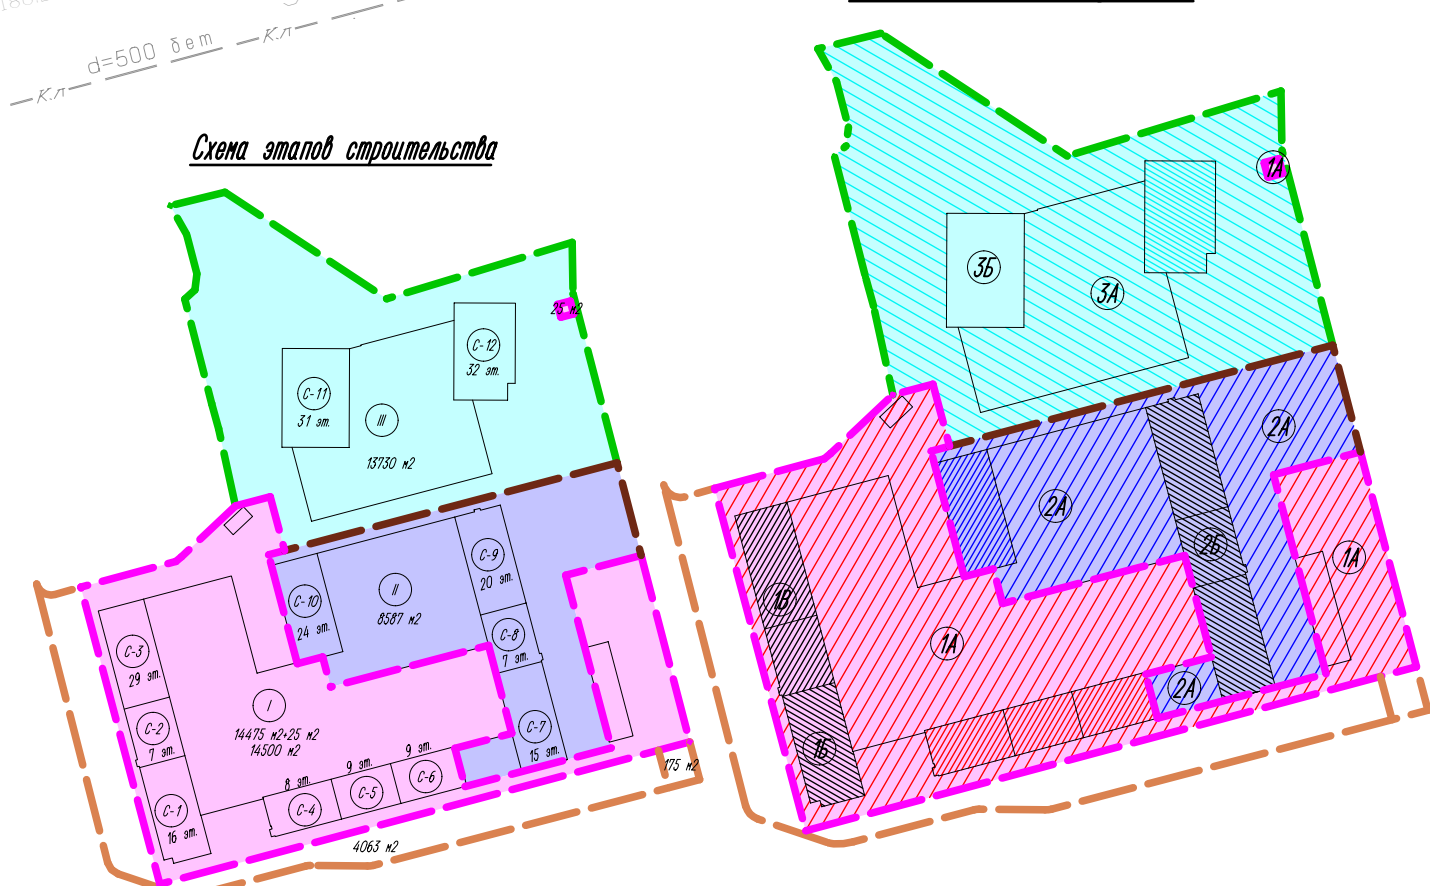 d=500 бет
К.л
К.л
Схема этапов строительства
25 м2
С-12
32 эт.
С-11
31 эт.
III
13730 м2
С-9
20 эт.
С-10
24 эт.
II
8587 м2
С-8
7 эт.
С-3
29 эт.
I
14475 м2+25 м2
14500 м2
С-2
7 эт.
С-7
15 эт.
9 эт.
9 эт.
8 эт.
С-6
С-5
С-4
С-1
16 эт.
175 м2
4063 м2
1А
3Б
3А
2А
2А
2Б
1А
1В
1А
2А
1Б